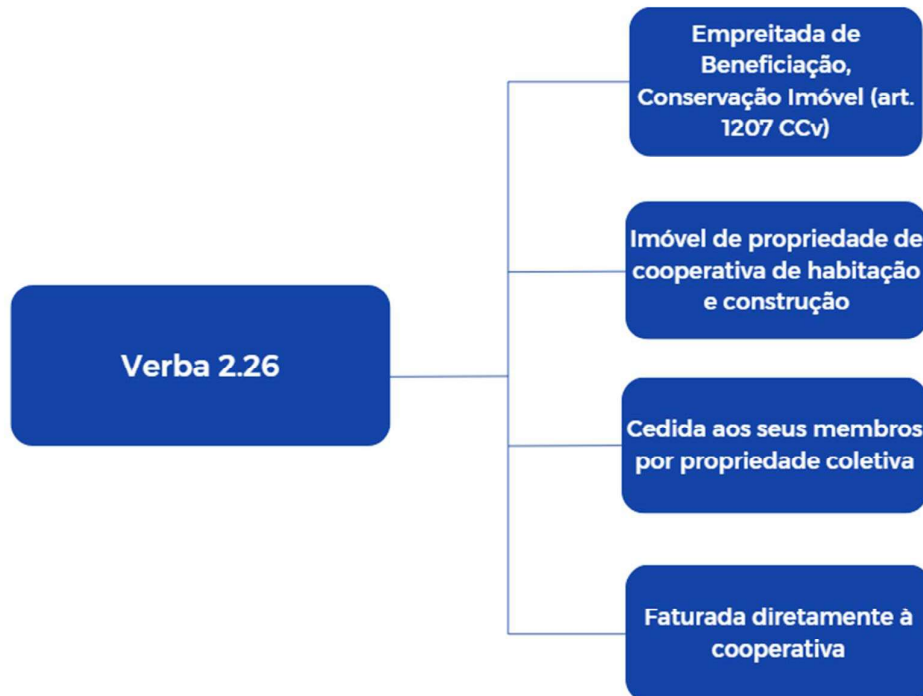 Verba 2.26
Empreitada de
Beneficiação,
Conservação Imóvel (art.
1207 CCv)
Imóvel de propriedade de
cooperativa de habitação
e construção
Cedida aos seus membros
por propriedade coletiva
Faturada diretamente à
cooperativa